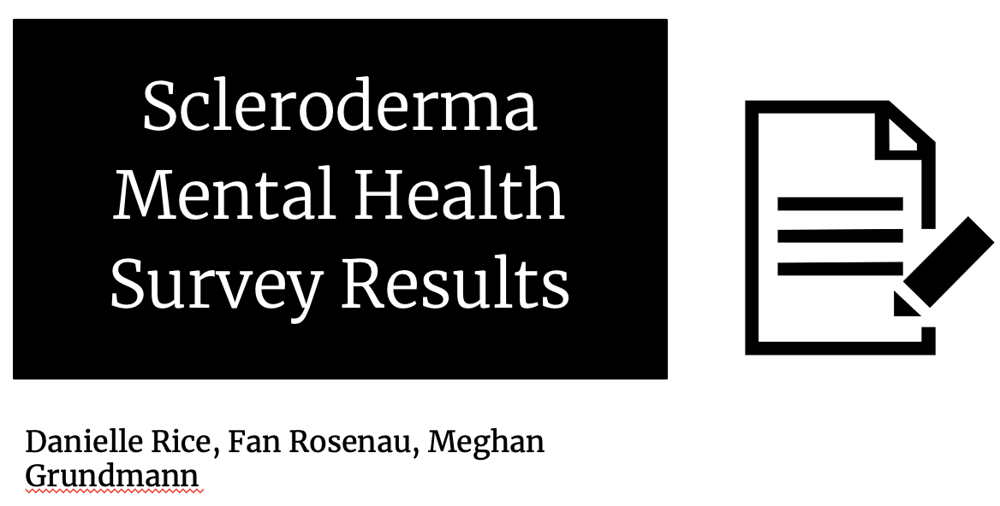 Scleroderma
Mental Health
Survey Results
Danielle Rice, Fan Rosenau, Meghan
Grundmann